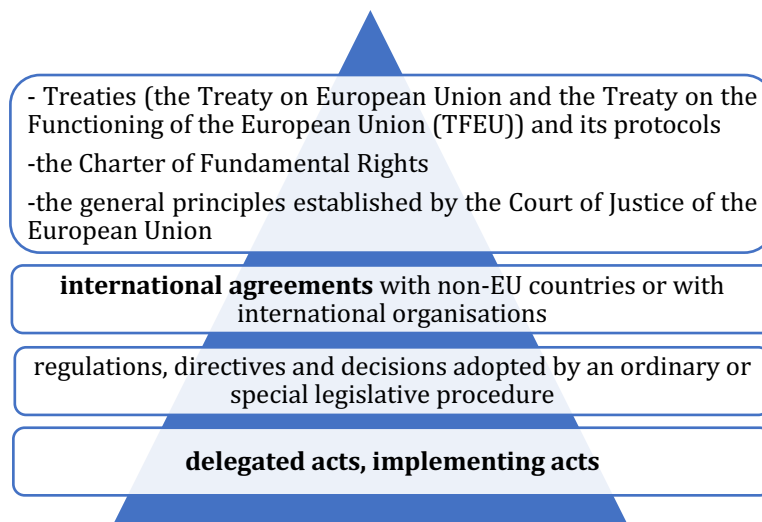 - Treaties (the Treaty on European Union and the Treaty on the
Functioning of the European Union (TFEU)) and its protocols
-the Charter of Fundamental Rights
-the general principles established by the Court of Justice of the
European Union
international agreements with non-EU countries or with
international organisations
regulations, directives and decisions adopted by an ordinary or
special legislative procedure
delegated acts, implementing acts